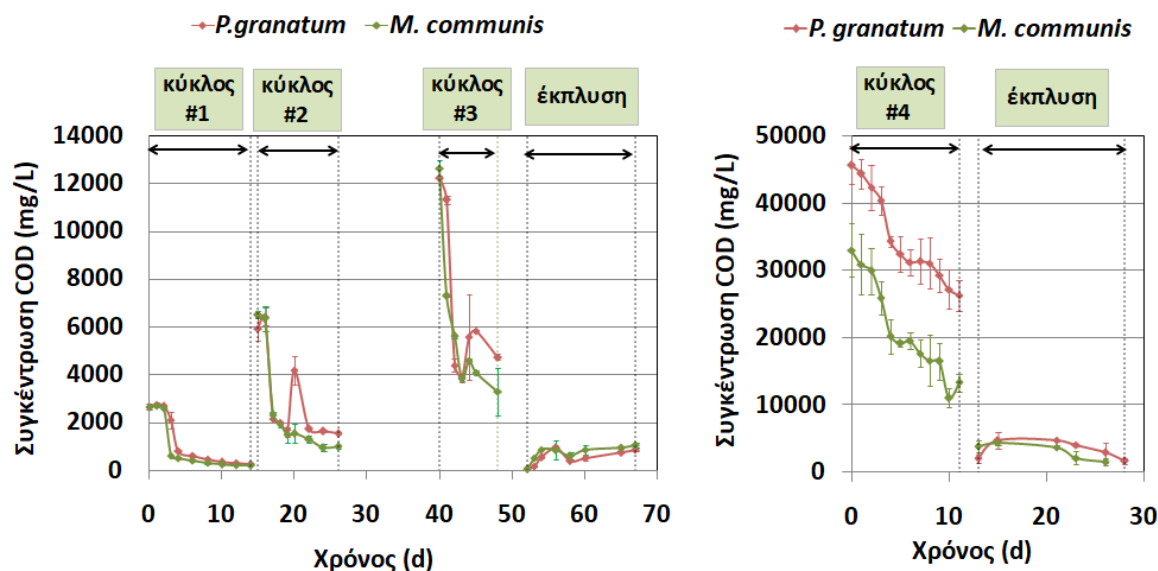 P.granatum M. communis
κύκλος #1
κύκλος #2
κύκλος #3
έκπλυση
Συγκέντρωση COD (mg/L)
14000
12000
10000
8000
6000
4000
2000
0
0 10 20 30 40 50 60 70
Χρόνος (d)
P. granatum M. communis
κύκλος #4
έκπλυση
Συγκέντρωση COD (mg/L)
50000
40000
30000
20000
10000
0
0 10 20 30
Χρόνος (d)